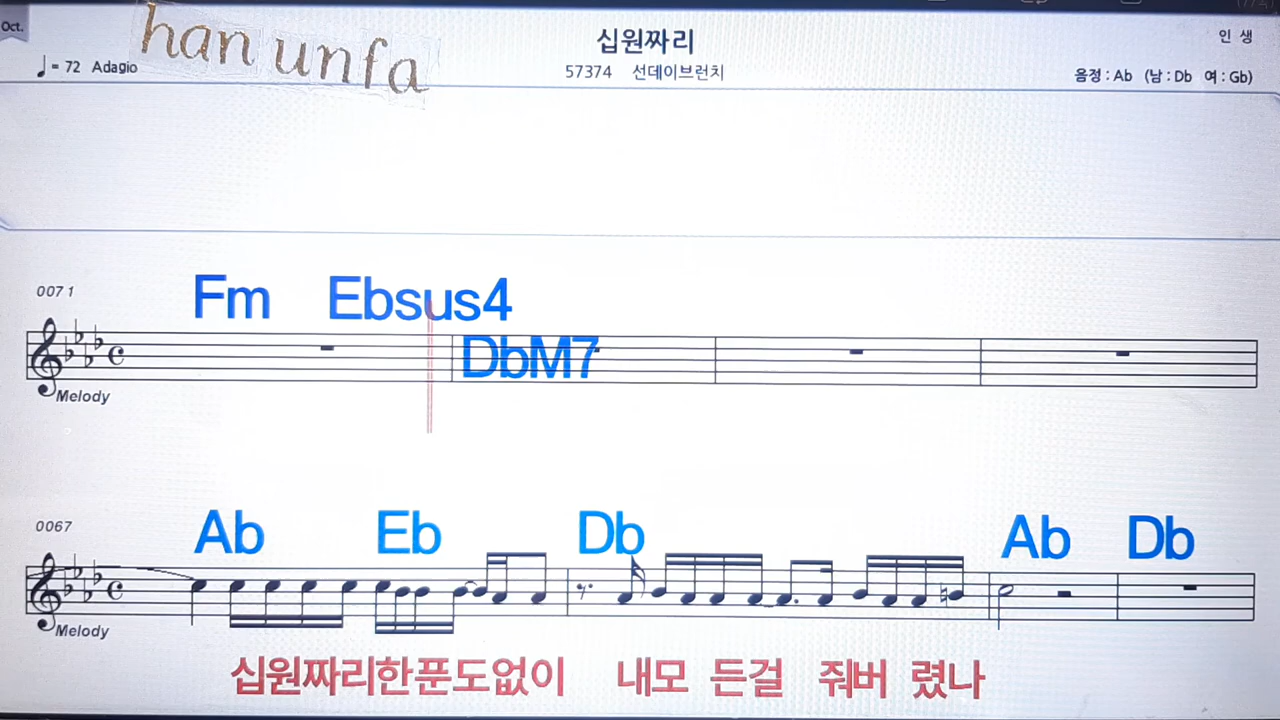 Oct.
han unfa
십원짜리
인 생
♩= 72 Adagio
57374 선데이브런치
음정 : Ab (남 : Db 여 : Gb)
0071
Fm Ebsus4
DbM7
Melody
0067
Ab Eb Db Ab Db
Melody
십원짜리한푼도없이 내모 든걸 줘버 렸나